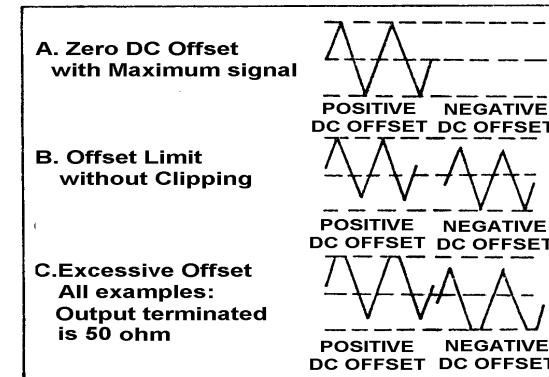 A. Zero DC Offset
with Maximum signal
POSITIVE NEGATIVE
DC OFFSET DC OFFSET
B. Offset Limit
without Clipping
POSITIVE NEGATIVE
DC OFFSET DC OFFSET
C.Excessive Offset
All examples:
Output terminated
is 50 ohm
POSITIVE NEGATIVE
DC OFFSET DC OFFSET